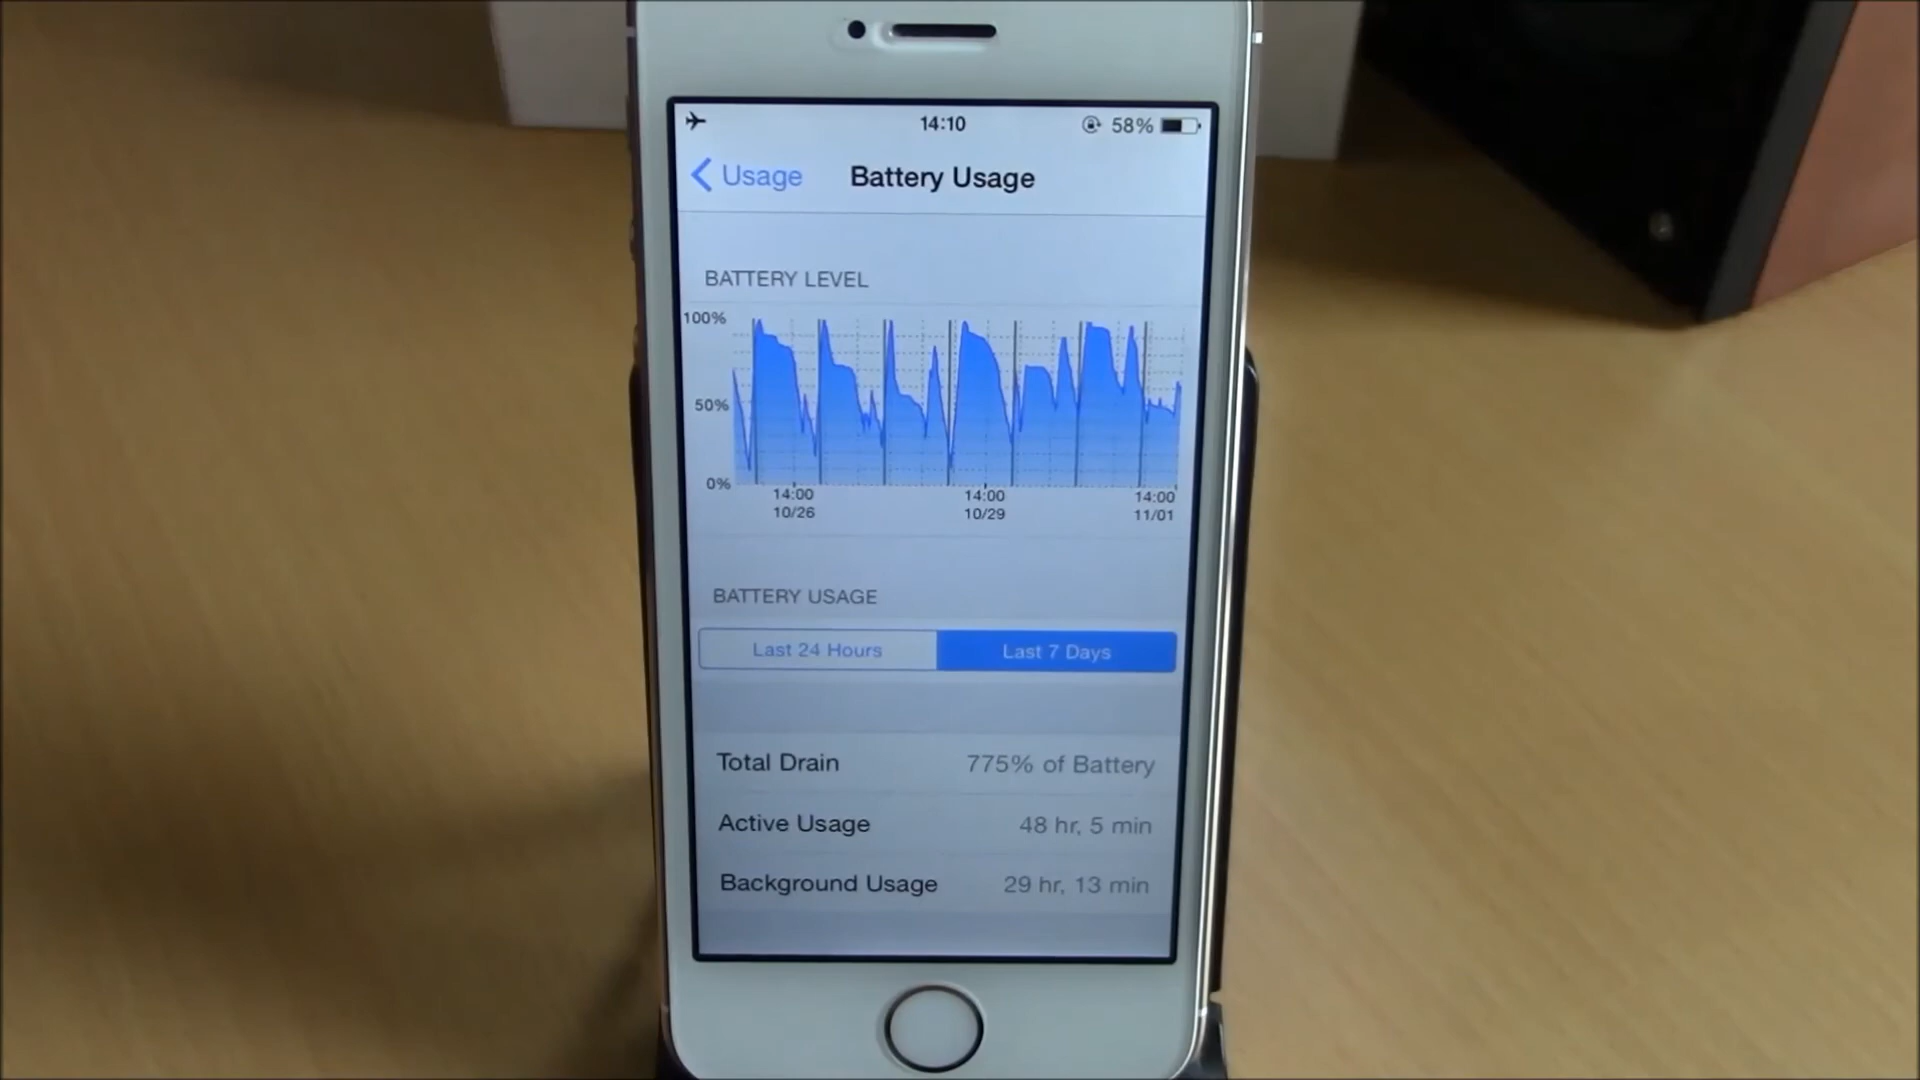 14:10 58%
Usage Battery Usage
BATTERY LEVEL
100%
50%
0%
14:00 14:00 14:00
10/26 10/29 11/01
BATTERY USAGE
Last 24 Hours Last 7 Days
Total Drain 775% of Battery
Active Usage 48 hr, 5 min
Background Usage 29 hr, 13 min